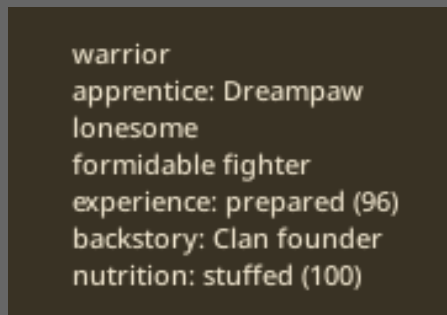 warrior
apprentice: Dreampaw
lonesome
formidable fighter
experience: prepared (96)
backstory: Clan founder
nutrition: stuffed (100)